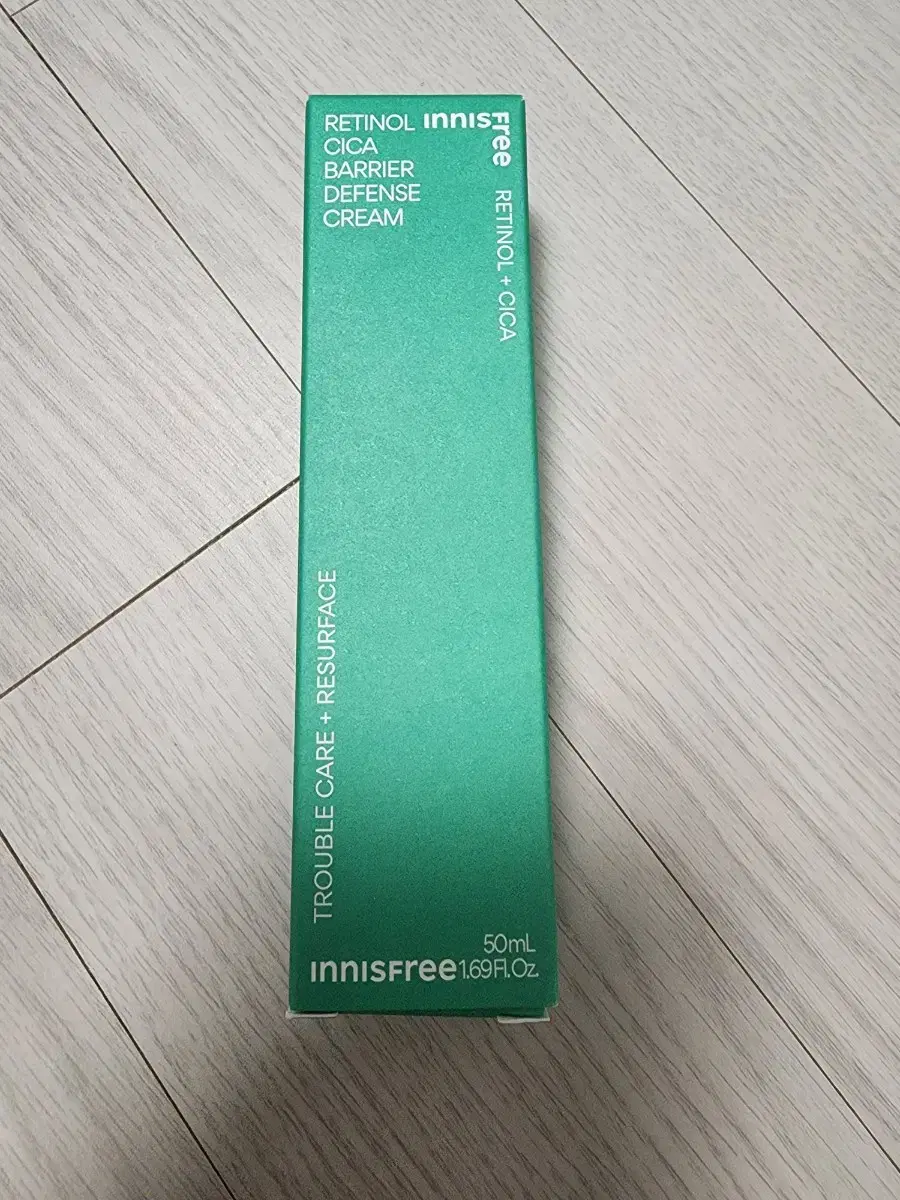 RETINOL
CICA
BARRIER
DEFENSE
CREAM
INNISFree
RETINOL + CICA
TROUBLE CARE + RESURFACE
50mL
INNISFree 1.69Fl.Oz.